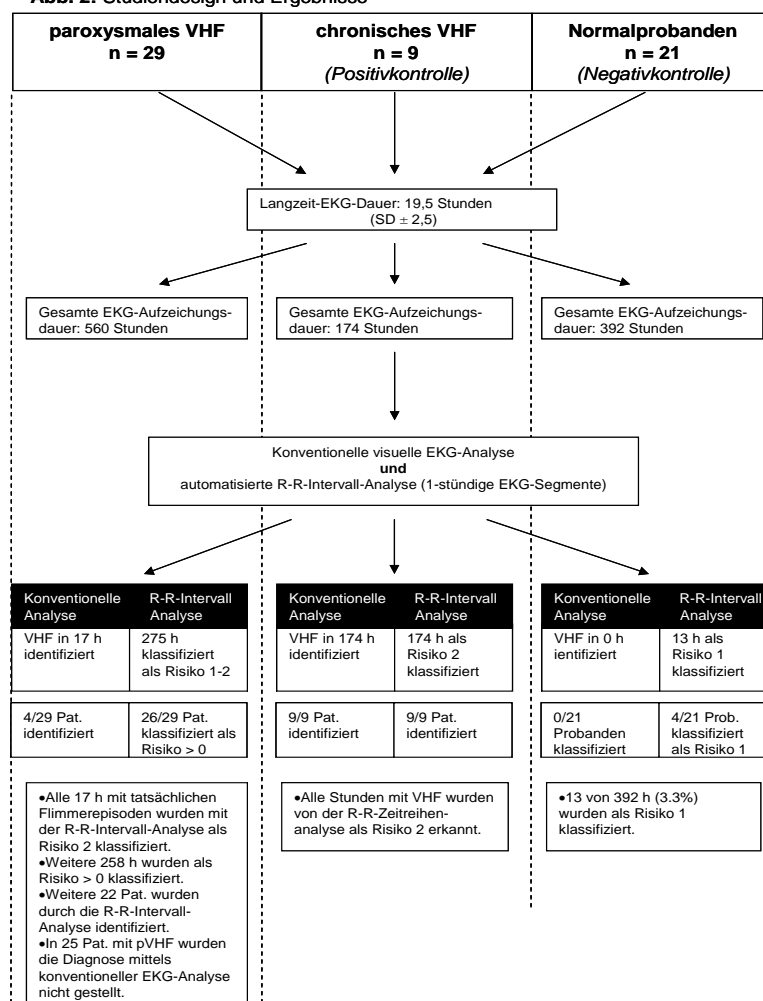 Abb. 2: Studiendesign und Ergebnisse
paroxysmales VHF
n = 29
chronisches VHF
n = 9
(Positivkontrolle)
Normalprobanden
n = 21
(Negativkontrolle)
Langzeit-EKG-Dauer: 19,5 Stunden
(SD ± 2,5)
Gesamte EKG-Aufzeichungs-
dauer: 560 Stunden
Gesamte EKG-Aufzeichungs-
dauer: 174 Stunden
Gesamte EKG-Aufzeichungs-
dauer: 392 Stunden
Konventionelle visuelle EKG-Analyse
und
automatisierte R-R-Intervall-Analyse (1-stündige EKG-Segmente)
Konventionelle
Analyse
R-R-Intervall
Analyse
VHF in 17 h
identifiziert
275 h
klassifiziert
als Risiko 1-2
4/29 Pat.
identifiziert
26/29 Pat.
klassifiziert als
Risiko > 0
Konventionelle
Analyse
R-R-Intervall
Analyse
VHF in 174 h
identifiziert
174 h als
Risiko 2
klassifiziert
9/9 Pat.
identifiziert
9/9 Pat.
identifiziert
Konventionelle
Analyse
R-R-Intervall
Analyse
VHF in 0 h
ientifiziert
13 h als
Risiko 1
klassifiziert
0/21
Probanden
klassifiziert
4/21 Prob.
klassifiziert
als Risiko 1
•Alle 17 h mit tatsächlichen
Flimmerepisoden wurden mit
der R-R-Intervall-Analyse als
Risiko 2 klassifiziert.
•Weitere 258 h wurden als
Risiko > 0 klassifiziert.
•Weitere 22 Pat. wurden
durch die R-R-Intervall-
Analyse identifiziert.
•In 25 Pat. mit pVHF wurden
die Diagnose mittels
konventioneller EKG-Analyse
nicht gestellt.
•Alle Stunden mit VHF wurden
von der R-R-Zeitreihen-
analyse als Risiko 2 erkannt.
•13 von 392 h (3.3%)
wurden als Risiko 1
klassifiziert.